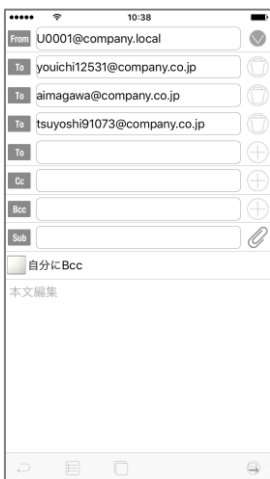 10:38
From U0001@company.local
To youichi12531@company.co.jp
To aimagawa@company.co.jp
To tsuyoshi91073@company.co.jp
To
Cc
Bcc
Sub
自分にBcc
本文編集